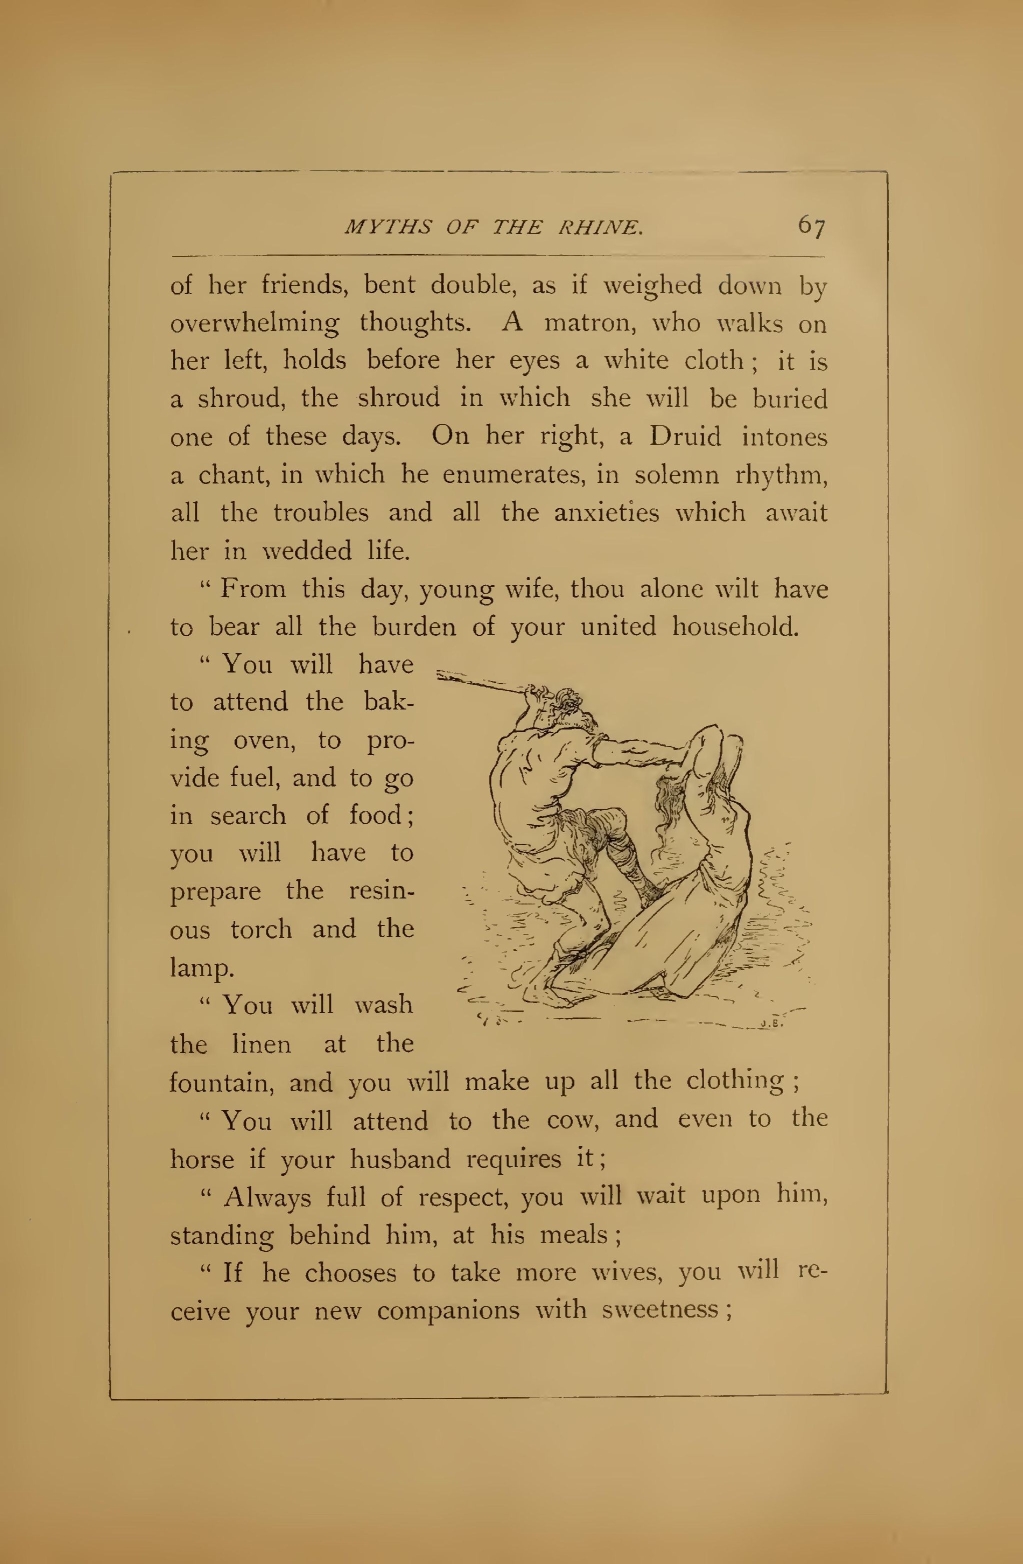 MYTHS OF THE RHINE. 67
of her friends, bent double, as if weighed down by
overwhelming thoughts. A matron, who walks on
her left, holds before her eyes a white cloth ; it is
a shroud, the shroud in which she will be buried
one of these days. On her right, a Druid intones
a chant, in which he enumerates, in solemn rhythm,
all the troubles and all the anxieties which await
her in wedded life.
“ From this day, young wife, thou alone wilt have
to bear all the burden of your united household.
“ You will have
to attend the bak-
ing oven, to pro-
vide fuel, and to go
in search of food ;
you will have to
prepare the resin-
ous torch and the
lamp.
“ You will wash
the linen at the
J.B.
fountain, and you will make up all the clothing ;
“ You will attend to the cow, and even to the
horse if your husband requires it ;
“ Always full of respect, you will wait upon him,
standing behind him, at his meals ;
“ If he chooses to take more wives, you will re-
ceive your new companions with sweetness ;